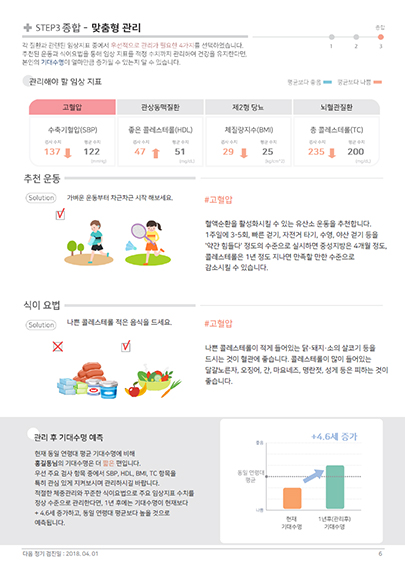 STEP3 종합 - 맞춤형 관리
종합
1 2 3
각 질환과 관련된 임상지표 중에서 우선적으로 관리가 필요한 4가지를 선택하였습니다.
추천된 운동과 식이요법을 통해 임상 지표를 적정 수치까지 관리하여 건강을 유지한다면,
본인의 기대수명이 얼마만큼 증가될 수 있는지 알 수 있습니다.
관리해야 할 임상 지표
평균보다 좋음 평균보다 나쁨
고혈압 관상동맥질환 제2형 당뇨 뇌혈관질환
수축기혈압(SBP) 좋은 콜레스테롤(HDL) 체질량지수(BMI) 총 콜레스테롤(TC)
검사 수치 평균 수치 검사 수치 평균 수치 검사 수치 평균 수치 검사 수치 평균 수치
137 122 47 51 29 25 235 200
(mmHg) (mg/dL) (kg/m²) (mg/dL)
추천 운동
Solution 가벼운 운동부터 차근차근 시작 해보세요.
#고혈압
혈액순환을 활성화시킬 수 있는 유산소 운동을 추천합니다.
1주일에 3-5회, 빠른 걷기, 자전거 타기, 수영, 야산 걷기 등을
'약간 힘들다' 정도의 수준으로 실시하면 중성지방은 4개월 정도,
콜레스테롤은 1년 정도 지나면 만족할 만한 수준으로
감소시킬 수 있습니다.
식이 요법
Solution 나쁜 콜레스테롤 적은 음식을 드세요.
#고혈압
나쁜 콜레스테롤이 적게 들어있는 닭·돼지·소의 살코기 등을
드시는 것이 혈관에 좋습니다. 콜레스테롤이 많이 들어있는
달걀노른자, 오징어, 간, 마요네즈, 명란젓, 성게 등은 피하는 것이
좋습니다.
관리 후 기대수명 예측
현재 동일 연령대 평균 기대수명에 비해
홍길동님의 기대수명은 더 짧은 편입니다.
우선 주요 검사 항목 중에서 SBP, HDL, BMI, TC 항목을
특히 관심 있게 지켜보시며 관리하시길 바랍니다.
적절한 체중관리와 꾸준한 식이요법으로 주요 임상지표 수치를
정상 수준으로 관리한다면, 1년 후에는 기대수명이 현재보다
+ 4.6세 증가하고, 동일 연령대 평균보다 높을 것으로
예측됩니다.
+4.6세 증가
좋음
동일 연령대
평균
나쁨
현재
기대수명
1년후(관리후)
기대수명
다음 정기 검진일 : 2018. 04. 01
6